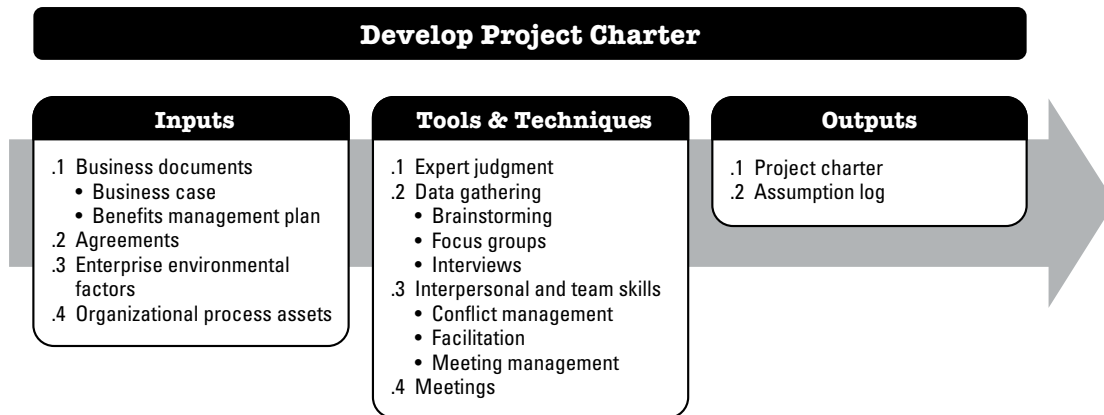 Develop Project Charter
Inputs
.1 Business documents
• Business case
• Benefits management plan
.2 Agreements
.3 Enterprise environmental
factors
.4 Organizational process assets
Tools & Techniques
.1 Expert judgment
.2 Data gathering
• Brainstorming
• Focus groups
• Interviews
.3 Interpersonal and team skills
• Conflict management
• Facilitation
• Meeting management
.4 Meetings
Outputs
.1 Project charter
.2 Assumption log